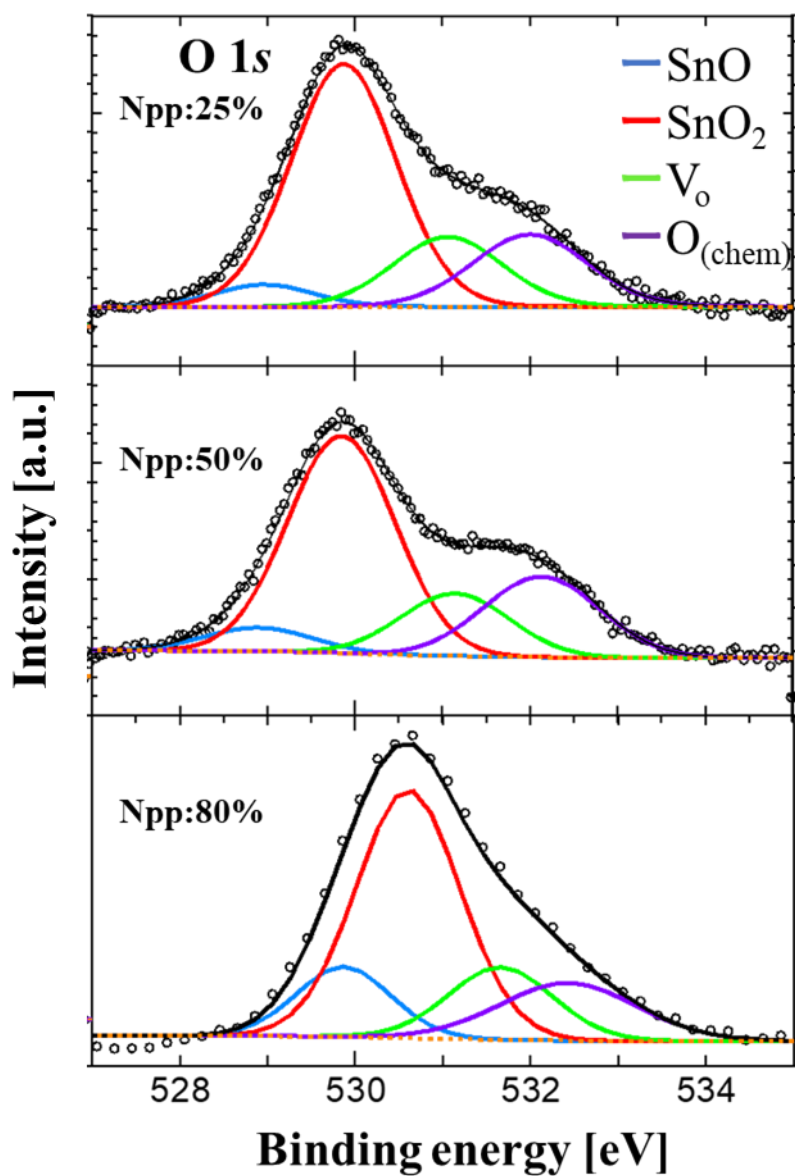 O 1s
Npp:25%
SnO
SnO₂
Vₒ
O₍chem₎
Npp:50%
Npp:80%
Intensity [a.u.]
528 530 532 534
Binding energy [eV]